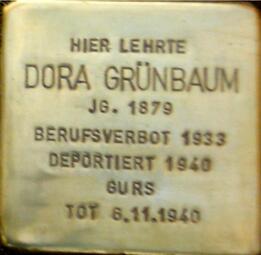 HIER LEHRTE
DORA GRÜNBAUM
JG. 1879
BERUFSVERBOT 1933
DEPORTIERT 1940
GURS
TOT 6.11.1940